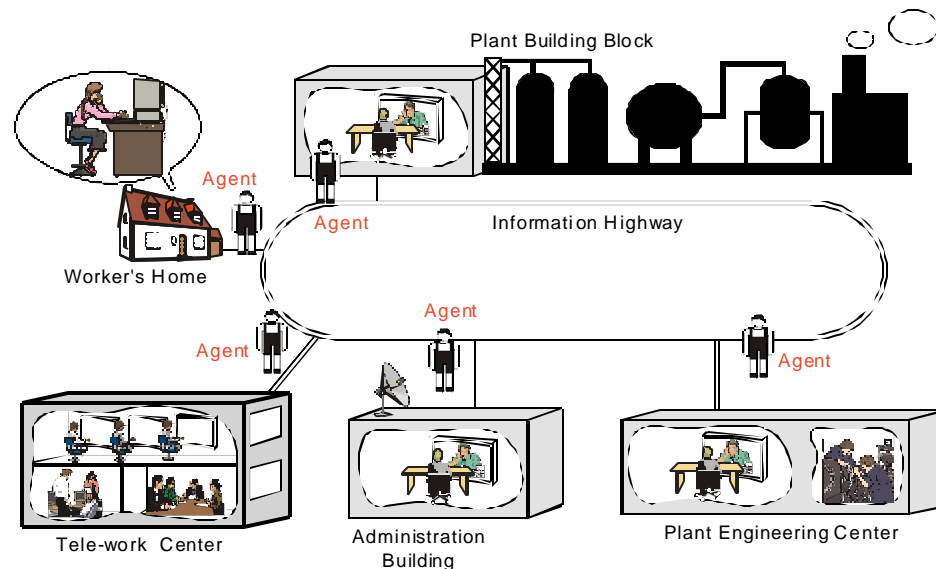 Plant Building Block
Agent
Agent
Information Highway
Worker's Home
Agent
Agent
Agent
Tele-work Center
Administration
Building
Plant Engineering Center